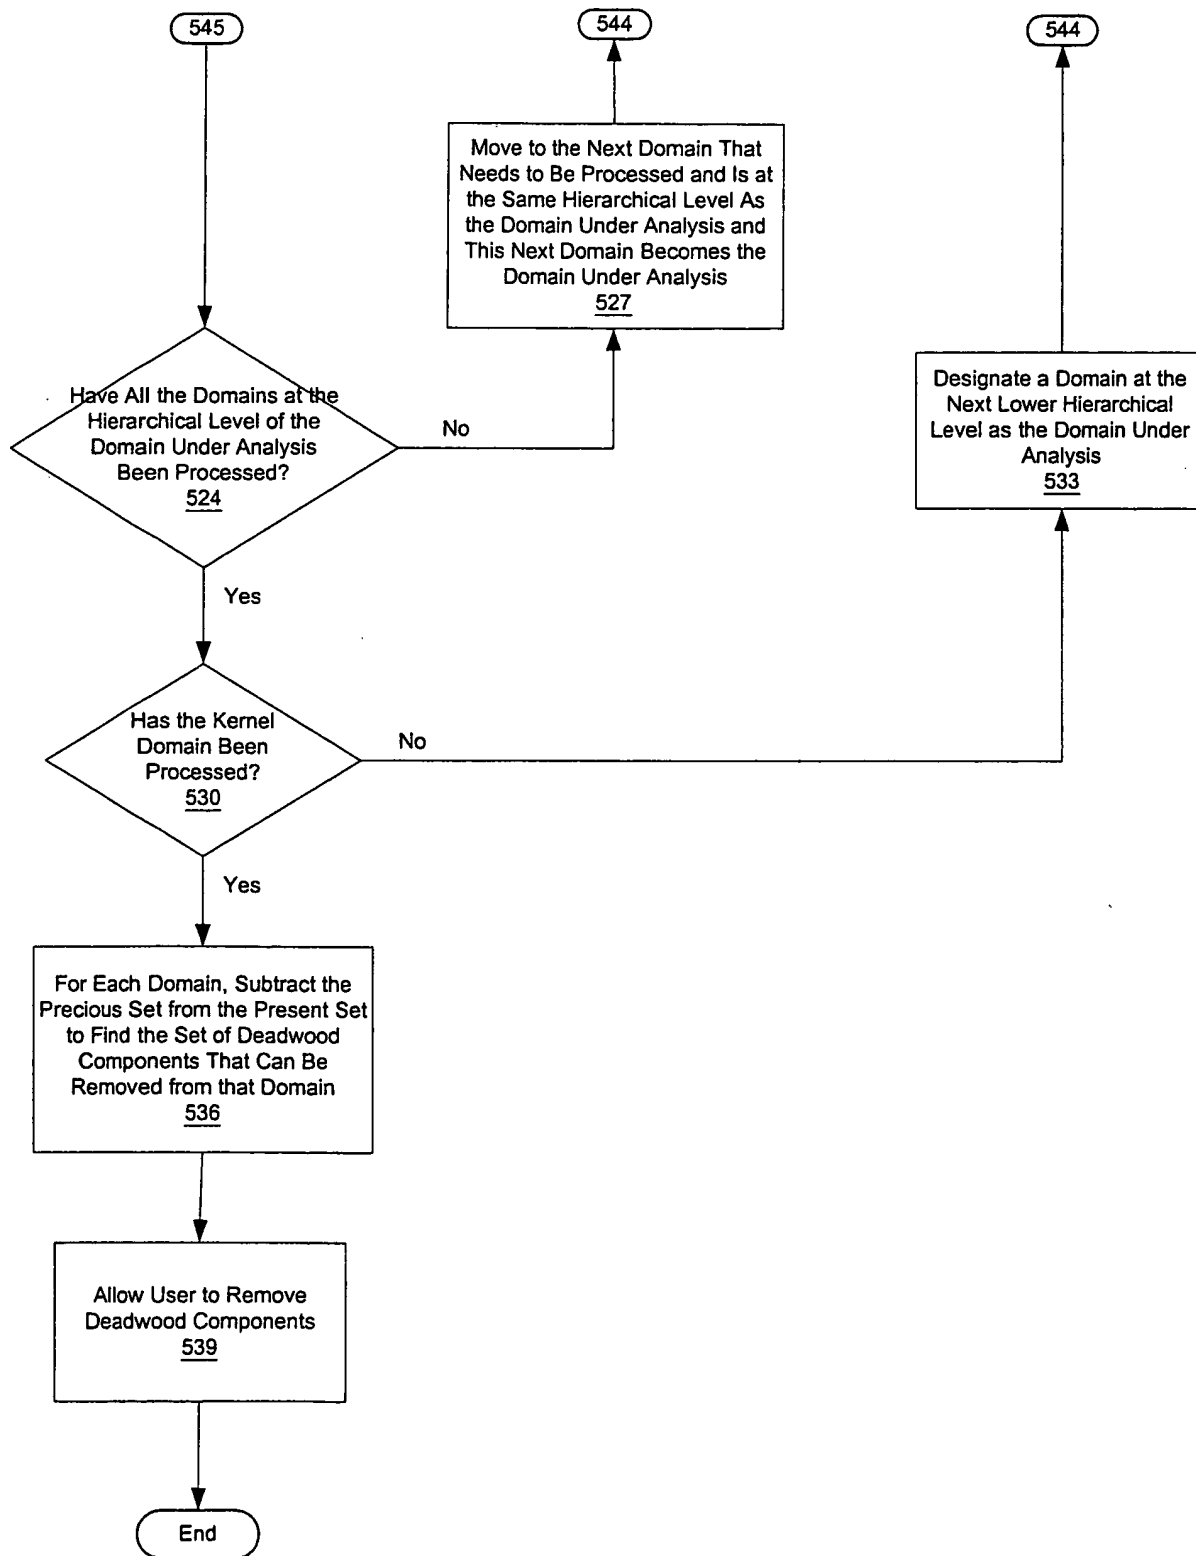 545
544
544
Move to the Next Domain That
Needs to Be Processed and Is at
the Same Hierarchical Level As
the Domain Under Analysis and
This Next Domain Becomes the
Domain Under Analysis
527
Have All the Domains at the
Hierarchical Level of the
Domain Under Analysis
Been Processed?
524
No
Designate a Domain at the
Next Lower Hierarchical
Level as the Domain Under
Analysis
533
Yes
Has the Kernel
Domain Been
Processed?
530
No
Yes
For Each Domain, Subtract the
Precious Set from the Present Set
to Find the Set of Deadwood
Components That Can Be
Removed from that Domain
536
Allow User to Remove
Deadwood Components
539
End